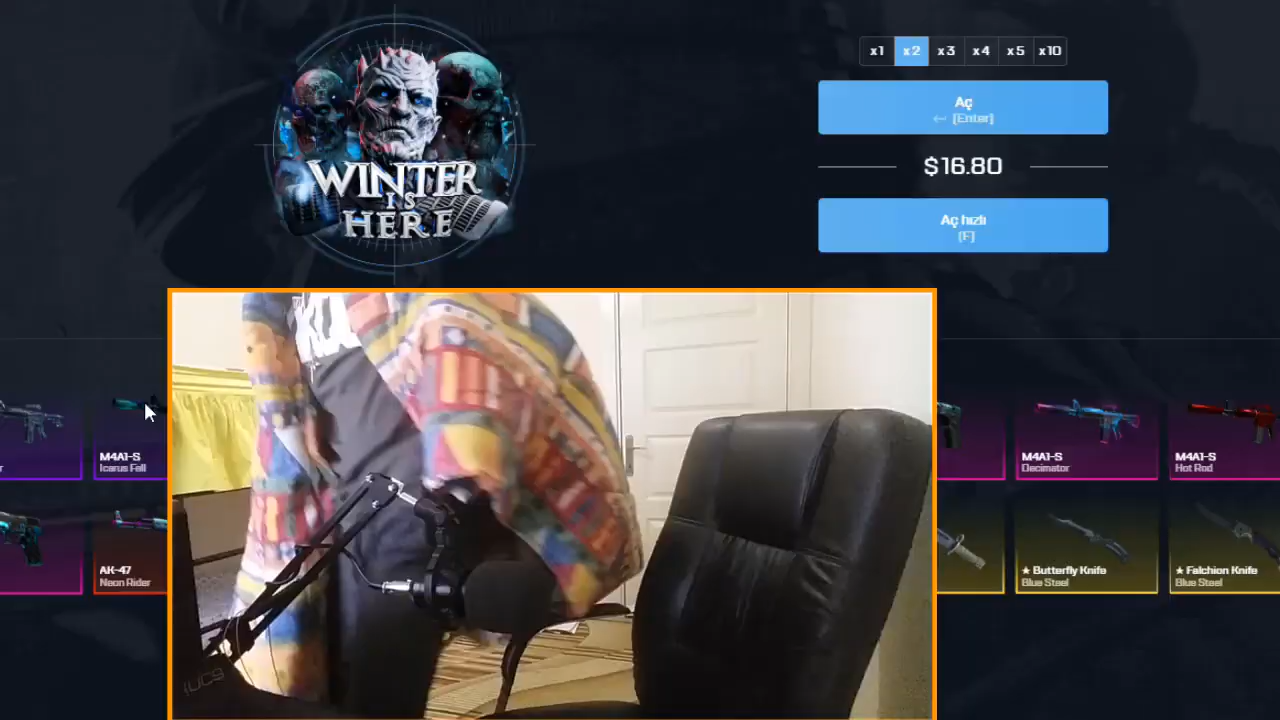 x1 x2 x3 x4 x5 x10
Aç
[Enter]
WINTER
IS
HERE
$16.80
Aç hızlı
[F]
M4A1-S
Icarus Fell
M4A1-S
Decimator
M4A1-S
Hot Rod
AK-47
Neon Rider
★ Butterfly Knife
Blue Steel
★ Falchion Knife
Blue Steel